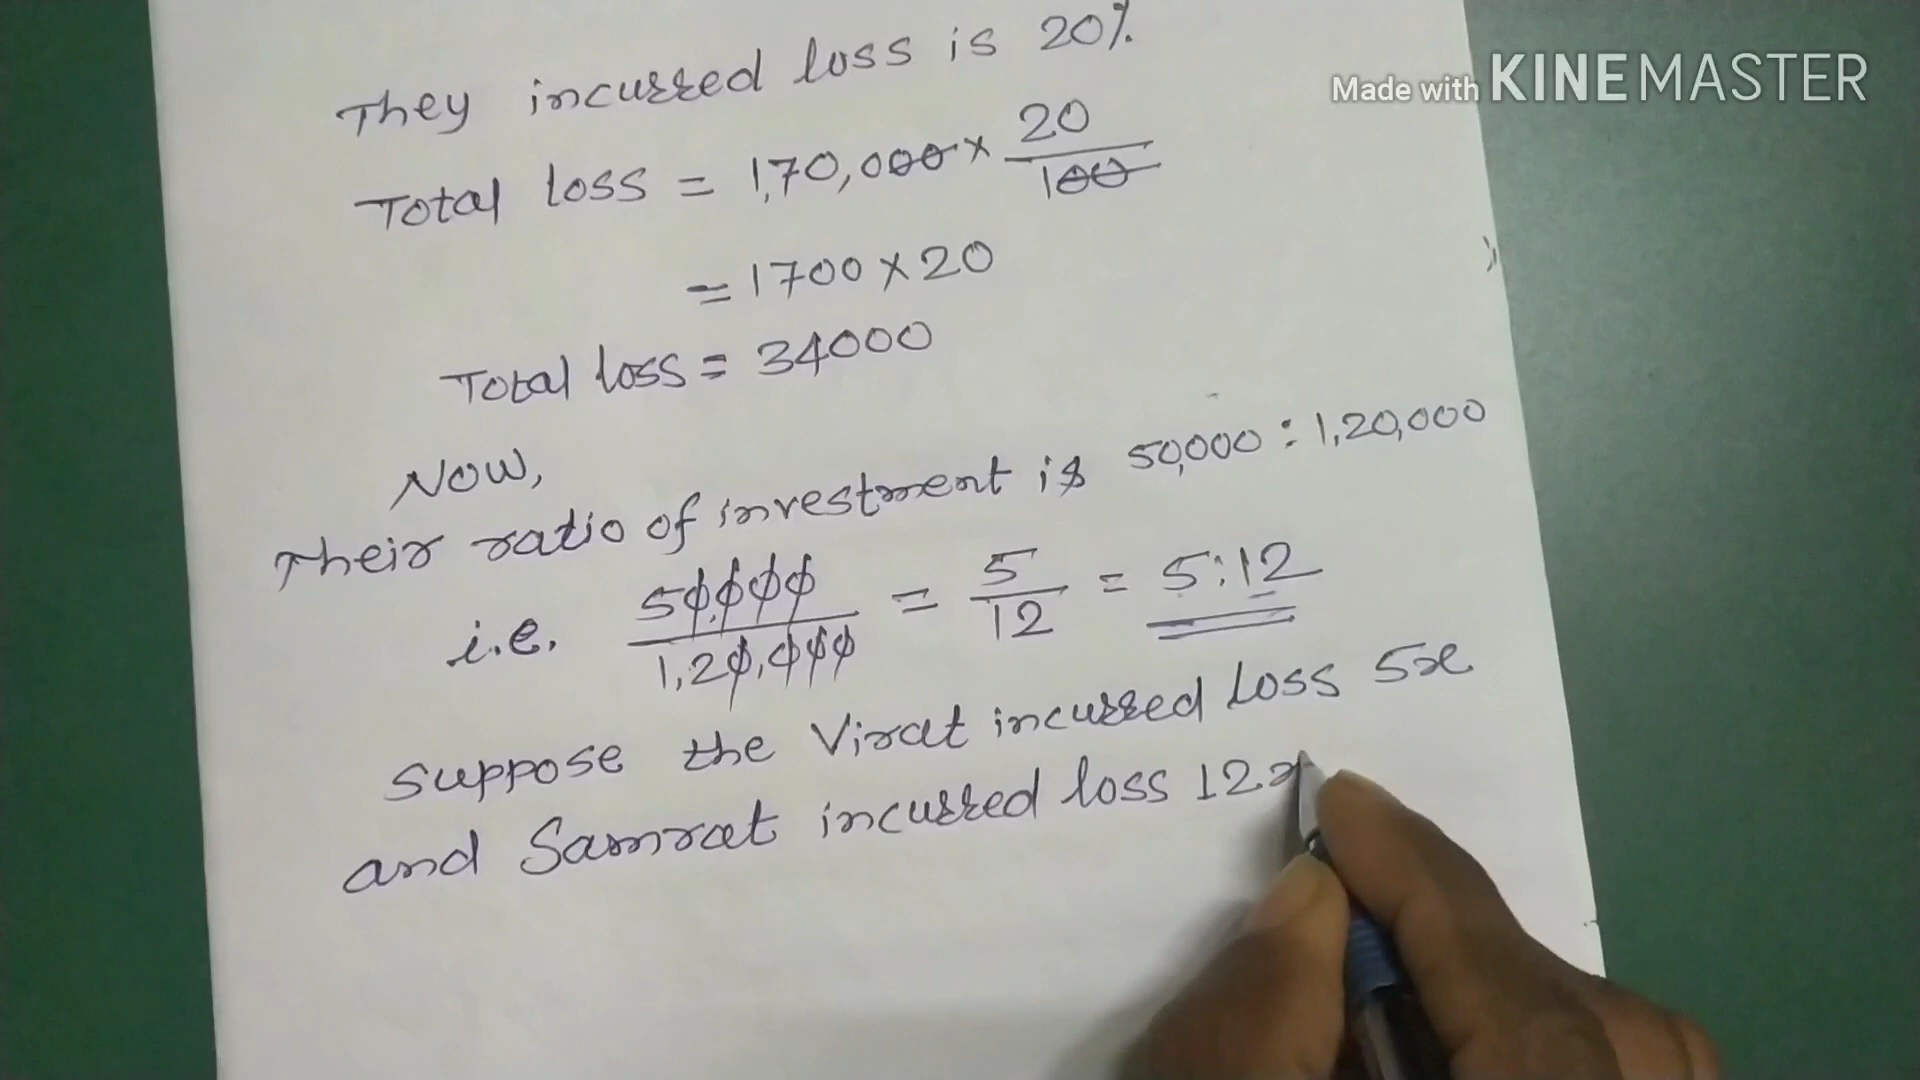 They incurred loss is 20%
Made with KINEMASTER
Total loss = 1,70,000 × 20/100
= 1700 × 20
Total loss = 34000
Now,
Their ratio of investment is 50,000 : 1,20,000
i.e. 50,000/1,20,000 = 5/12 = 5:12
Suppose the Virat incurred loss 5x
and Samrat incurred loss 12x